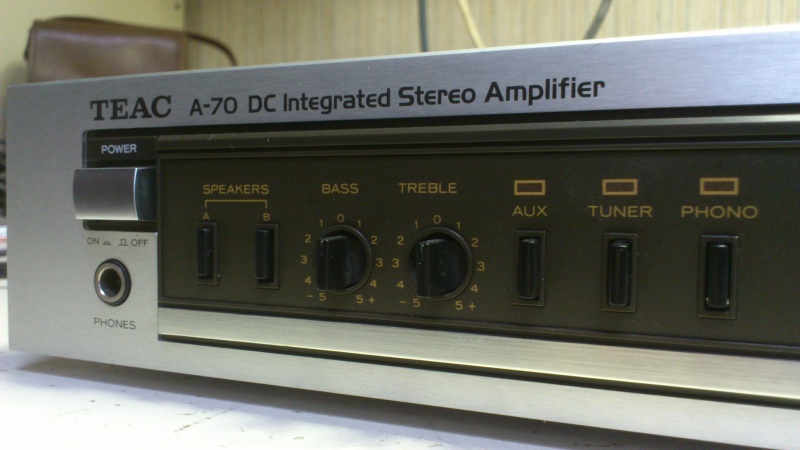 TEAC A-70 DC Integrated Stereo Amplifier
POWER
ON OFF
PHONES
SPEAKERS
A B
BASS
0
1 1
2 2
3 3
4 4
- 5 5 +
TREBLE
0
1 1
2 2
3 3
4 4
- 5 5 +
AUX
TUNER
PHONO